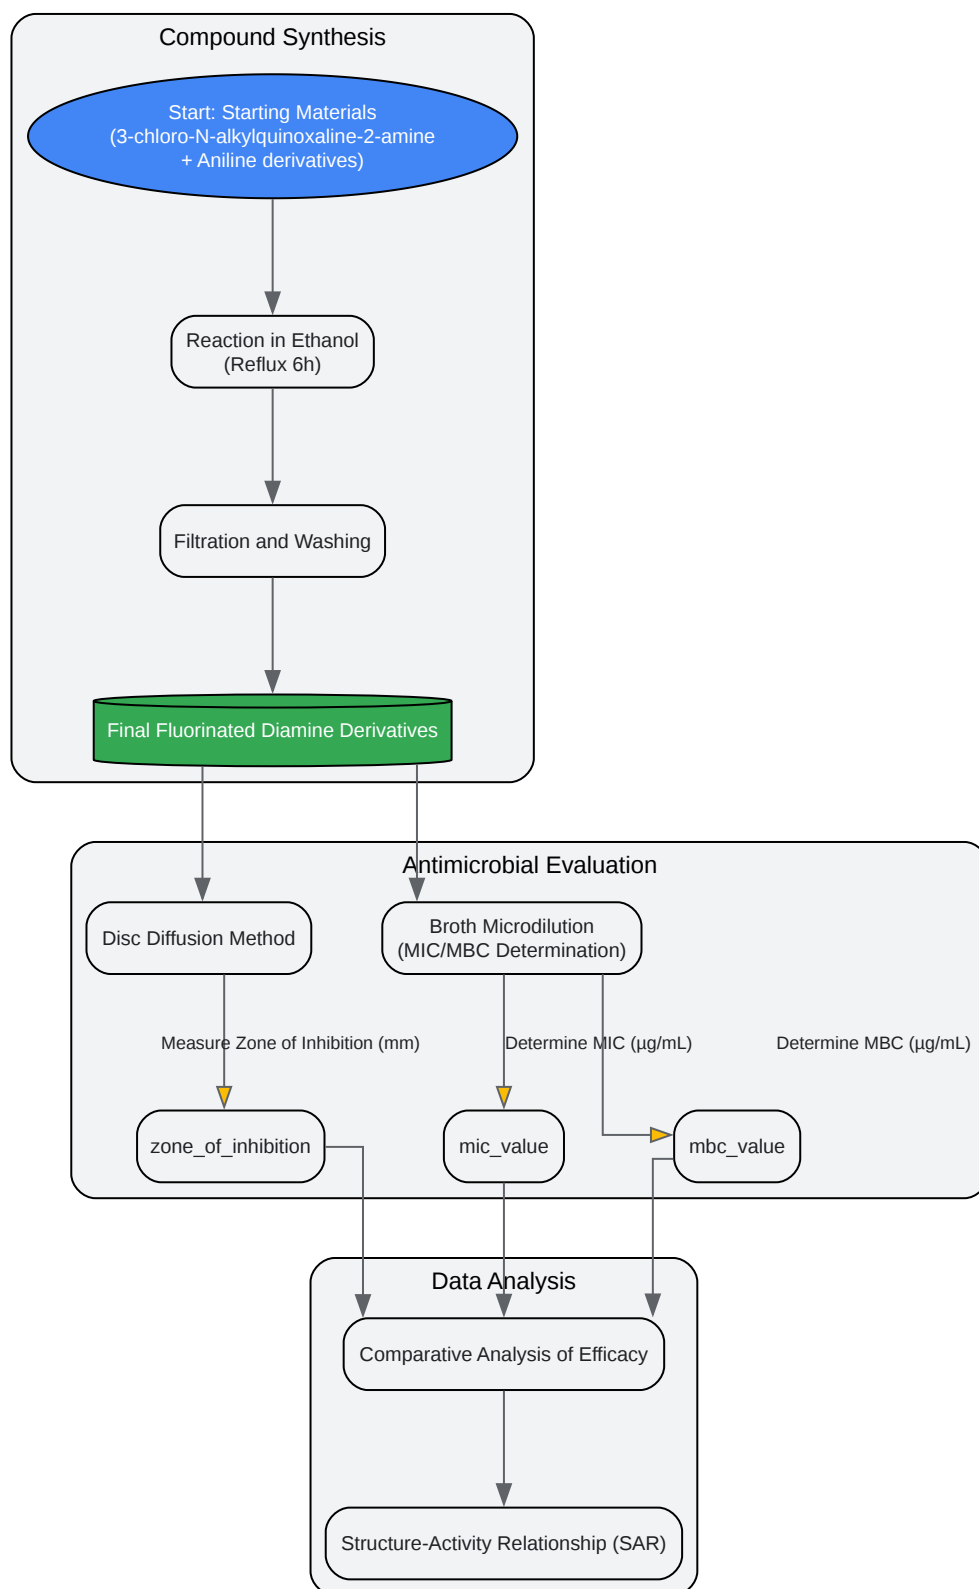 Compound Synthesis
Start: Starting Materials
(3-chloro-N-alkylquinoxaline-2-amine
+ Aniline derivatives)
Reaction in Ethanol
(Reflux 6h)
Filtration and Washing
Final Fluorinated Diamine Derivatives
Antimicrobial Evaluation
Disc Diffusion Method
Broth Microdilution
(MIC/MBC Determination)
Measure Zone of Inhibition (mm)
Determine MIC (µg/mL)
Determine MBC (µg/mL)
zone_of_inhibition
mic_value
mbc_value
Data Analysis
Comparative Analysis of Efficacy
Structure-Activity Relationship (SAR)